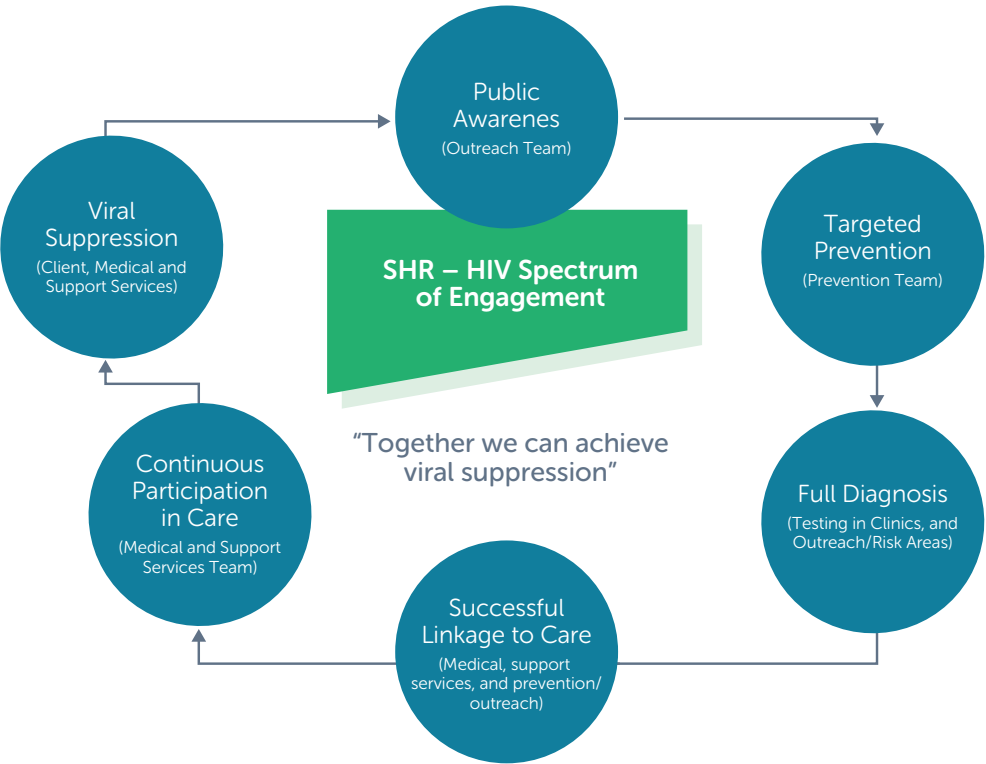 Public
Awarenes
(Outreach Team)
Targeted
Prevention
(Prevention Team)
Full Diagnosis
(Testing in Clinics, and
Outreach/Risk Areas)
Successful
Linkage to Care
(Medical, support
services, and prevention/
outreach)
Continuous
Participation
in Care
(Medical and Support
Services Team)
Viral
Suppression
(Client, Medical and
Support Services)
SHR – HIV Spectrum
of Engagement
“Together we can achieve
viral suppression”